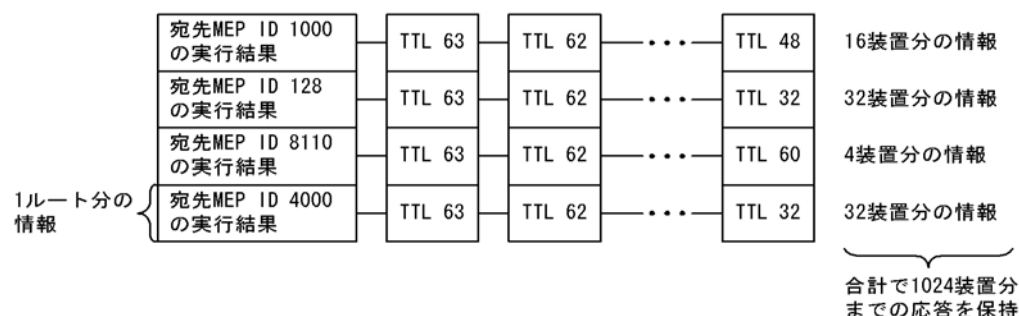 宛先MEP ID 1000
の実行結果
TTL 63
TTL 62
TTL 48
16装置分の情報
宛先MEP ID 128
の実行結果
TTL 63
TTL 62
TTL 32
32装置分の情報
宛先MEP ID 8110
の実行結果
TTL 63
TTL 62
TTL 60
4装置分の情報
1ルート分の
情報
宛先MEP ID 4000
の実行結果
TTL 63
TTL 62
TTL 32
32装置分の情報
合計で1024装置分
までの応答を保持